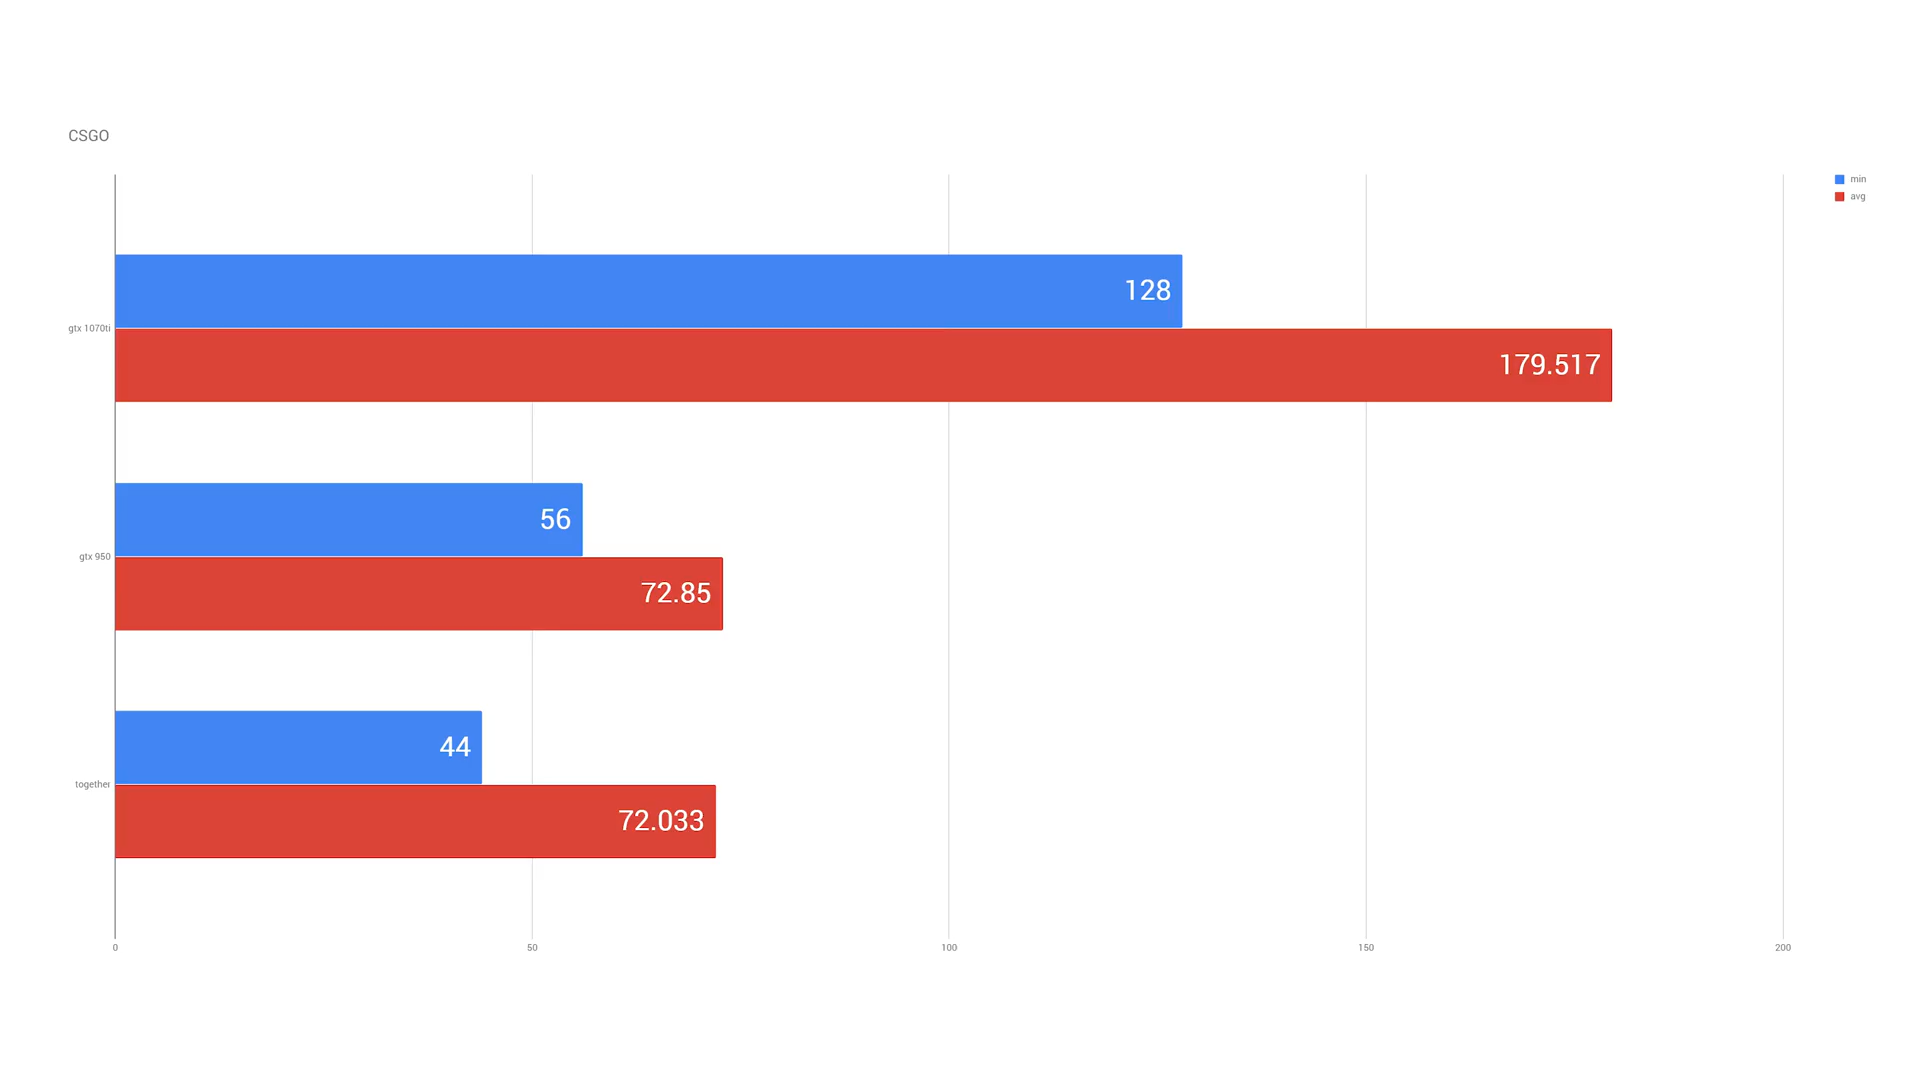 CSGO
min
avg
128
gtx 1070ti
179.517
56
gtx 950
72.85
44
together
72.033
0 50 100 150 200